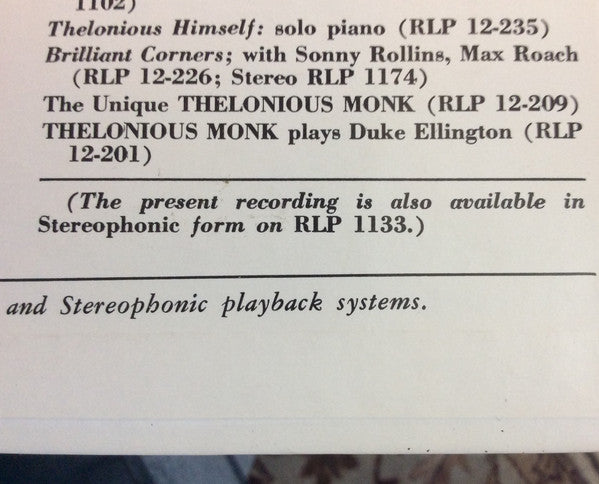 1102)
Thelonious Himself: solo piano (RLP 12-235)
Brilliant Corners; with Sonny Rollins, Max Roach
(RLP 12-226; Stereo RLP 1174)
The Unique THELONIOUS MONK (RLP 12-209)
THELONIOUS MONK plays Duke Ellington (RLP
12-201)
(The present recording is also available in
Stereophonic form on RLP 1133.)
and Stereophonic playback systems.